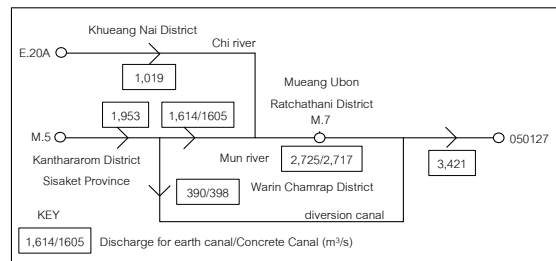 Khueang Nai District
Chi river
E.20A
1,019
Mueang Ubon
Ratchathani District
1,953
1,614/1605
M.7
M.5
050127
Kanthararom District
Mun river
2,725/2,717
3,421
Sisaket Province
390/398
Warin Chamrap District
KEY
diversion canal
1,614/1605
Discharge for earth canal/Concrete Canal (m³/s)